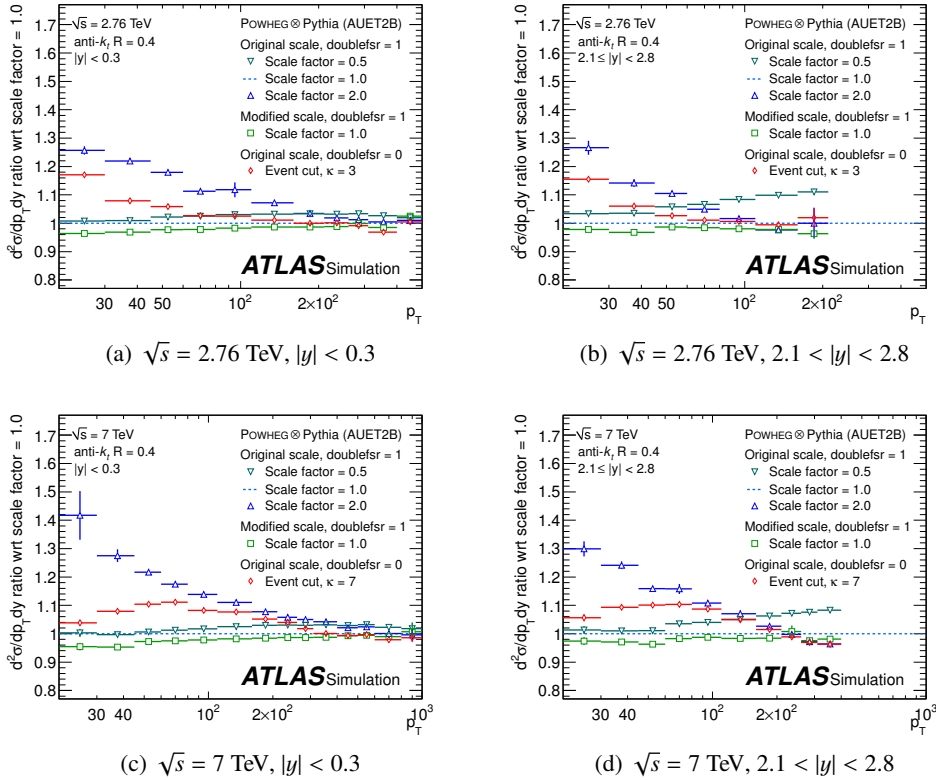 d²σ/dp_T dy ratio wrt scale factor = 1.0
1.7
1.6
1.5
1.4
1.3
1.2
1.1
1
0.9
0.8
√s = 2.76 TeV
anti-k_t R = 0.4
|y| < 0.3
POWHEG⊗Pythia (AUET2B)
Original scale, doublefsr = 1
Scale factor = 0.5
Scale factor = 1.0
Scale factor = 2.0
Modified scale, doublefsr = 1
Scale factor = 1.0
Original scale, doublefsr = 0
Event cut, κ = 3
ATLAS Simulation
30 40 50 10² 2×10²
p_T
(a) √s = 2.76 TeV, |y| < 0.3
d²σ/dp_T dy ratio wrt scale factor = 1.0
1.7
1.6
1.5
1.4
1.3
1.2
1.1
1
0.9
0.8
√s = 2.76 TeV
anti-k_t R = 0.4
2.1 ≤ |y| < 2.8
POWHEG⊗Pythia (AUET2B)
Original scale, doublefsr = 1
Scale factor = 0.5
Scale factor = 1.0
Scale factor = 2.0
Modified scale, doublefsr = 1
Scale factor = 1.0
Original scale, doublefsr = 0
Event cut, κ = 3
ATLAS Simulation
30 40 50 10² 2×10²
p_T
(b) √s = 2.76 TeV, 2.1 < |y| < 2.8
d²σ/dp_T dy ratio wrt scale factor = 1.0
1.7
1.6
1.5
1.4
1.3
1.2
1.1
1
0.9
0.8
√s = 7 TeV
anti-k_t R = 0.4
|y| < 0.3
POWHEG⊗Pythia (AUET2B)
Original scale, doublefsr = 1
Scale factor = 0.5
Scale factor = 1.0
Scale factor = 2.0
Modified scale, doublefsr = 1
Scale factor = 1.0
Original scale, doublefsr = 0
Event cut, κ = 7
ATLAS Simulation
30 40 10² 2×10² 10³
p_T
(c) √s = 7 TeV, |y| < 0.3
d²σ/dp_T dy ratio wrt scale factor = 1.0
1.7
1.6
1.5
1.4
1.3
1.2
1.1
1
0.9
0.8
√s = 7 TeV
anti-k_t R = 0.4
2.1 ≤ |y| < 2.8
POWHEG⊗Pythia (AUET2B)
Original scale, doublefsr = 1
Scale factor = 0.5
Scale factor = 1.0
Scale factor = 2.0
Modified scale, doublefsr = 1
Scale factor = 1.0
Original scale, doublefsr = 0
Event cut, κ = 7
ATLAS Simulation
30 40 10² 2×10² 10³
p_T
(d) √s = 7 TeV, 2.1 < |y| < 2.8